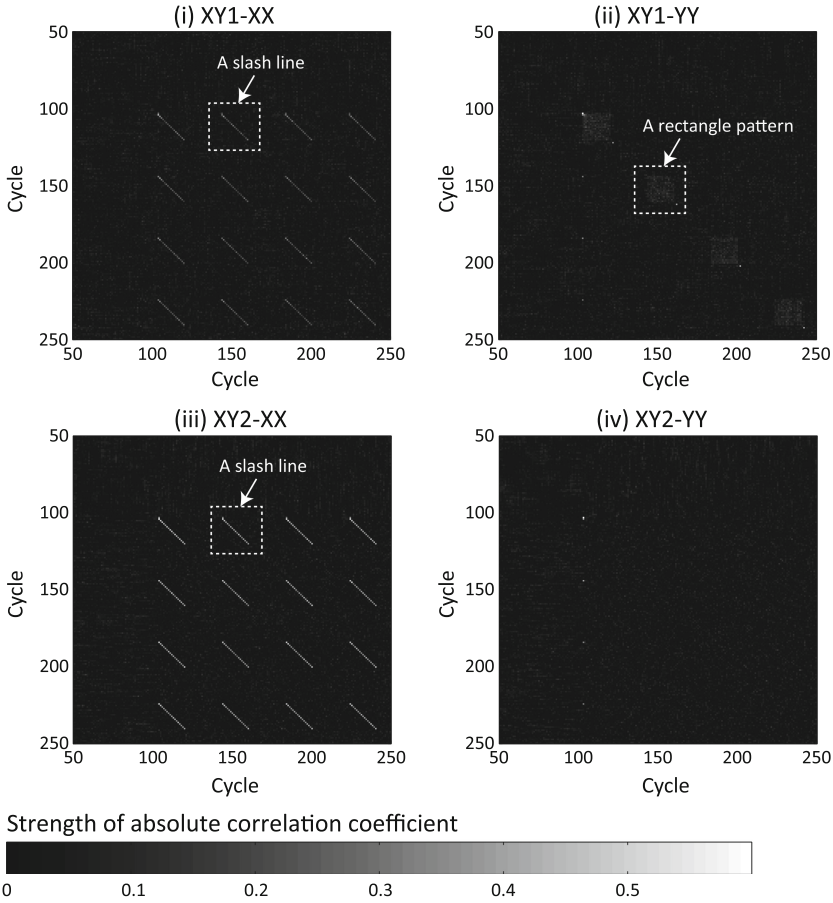 (i) XY1-XX
50
100
150
200
250
Cycle
A slash line
50
100
150
200
250
Cycle
(ii) XY1-YY
50
100
150
200
250
Cycle
A rectangle pattern
50
100
150
200
250
Cycle
(iii) XY2-XX
50
100
150
200
250
Cycle
A slash line
50
100
150
200
250
Cycle
(iv) XY2-YY
50
100
150
200
250
Cycle
50
100
150
200
250
Cycle
Strength of absolute correlation coefficient
0
0.1
0.2
0.3
0.4
0.5